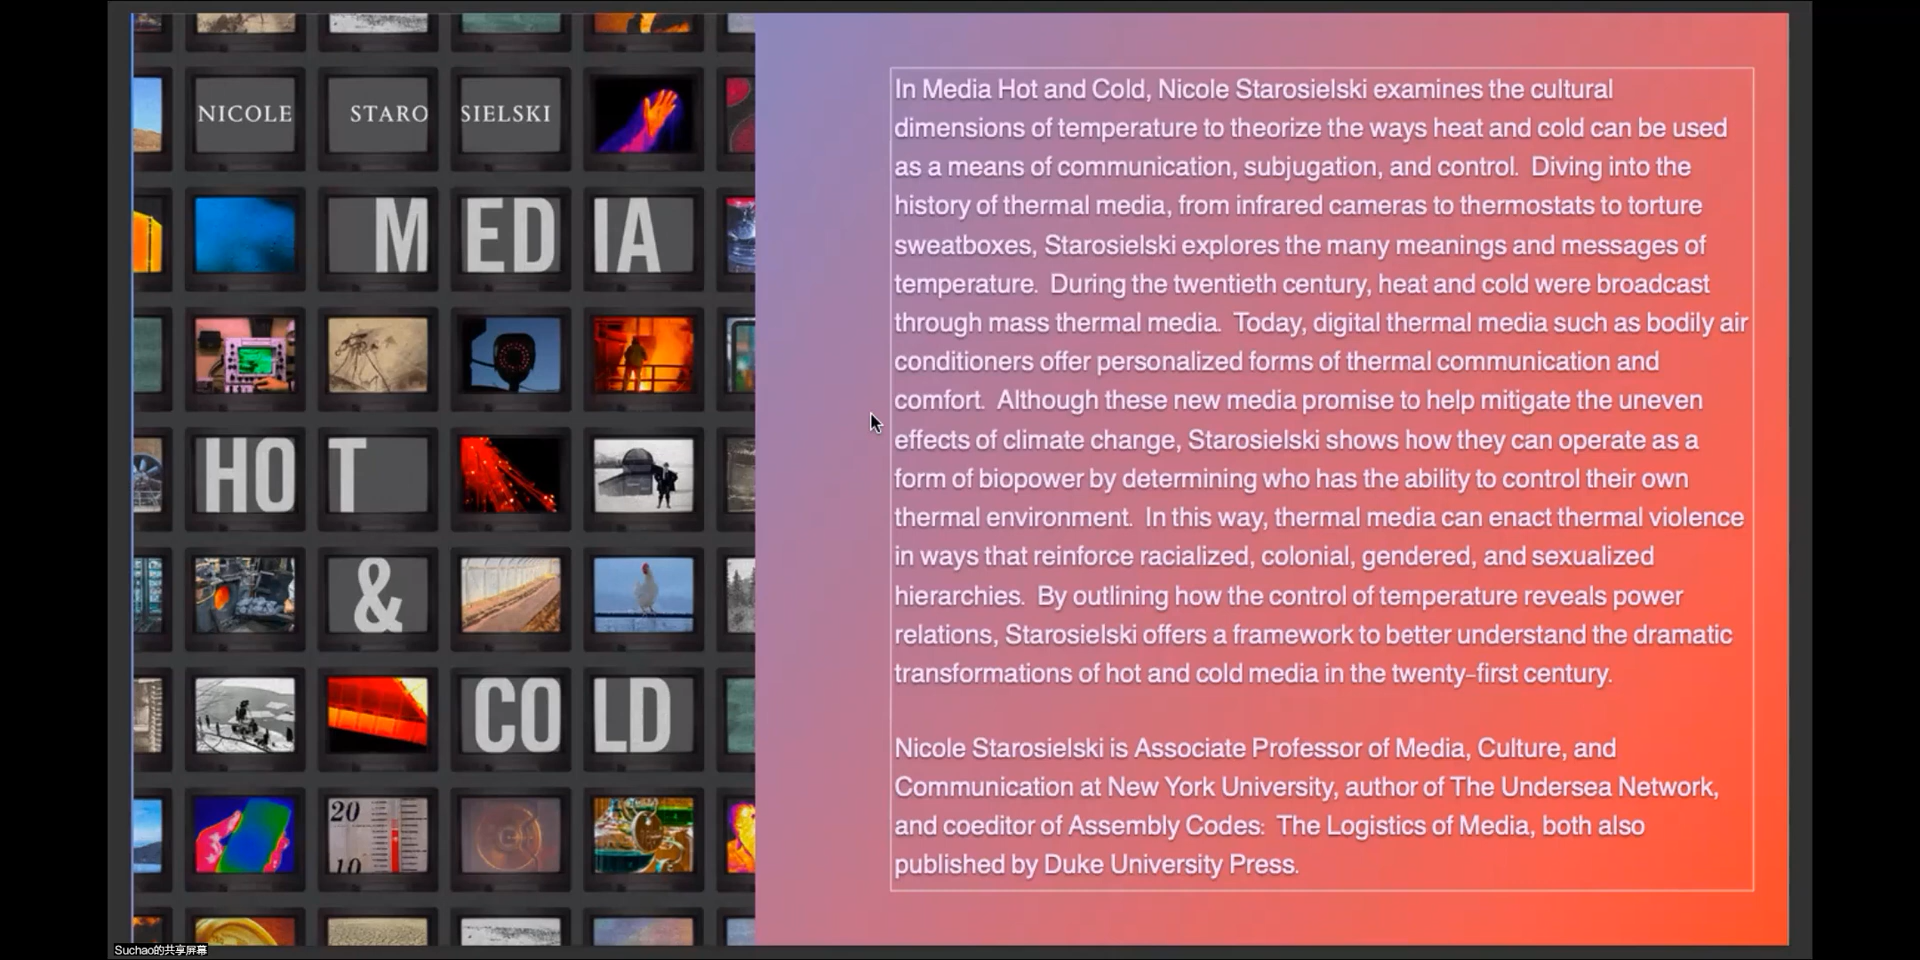 NICOLE STAROSIELSKI
MEDIA
HOT
&
COLD
20
10
In Media Hot and Cold, Nicole Starosielski examines the cultural
dimensions of temperature to theorize the ways heat and cold can be used
as a means of communication, subjugation, and control.  Diving into the
history of thermal media, from infrared cameras to thermostats to torture
sweatboxes, Starosielski explores the many meanings and messages of
temperature.  During the twentieth century, heat and cold were broadcast
through mass thermal media.  Today, digital thermal media such as bodily air
conditioners offer personalized forms of thermal communication and
comfort.  Although these new media promise to help mitigate the uneven
effects of climate change, Starosielski shows how they can operate as a
form of biopower by determining who has the ability to control their own
thermal environment.  In this way, thermal media can enact thermal violence
in ways that reinforce racialized, colonial, gendered, and sexualized
hierarchies.  By outlining how the control of temperature reveals power
relations, Starosielski offers a framework to better understand the dramatic
transformations of hot and cold media in the twenty-first century.
Nicole Starosielski is Associate Professor of Media, Culture, and
Communication at New York University, author of The Undersea Network,
and coeditor of Assembly Codes:  The Logistics of Media, both also
published by Duke University Press.
Suchao的共享屏幕